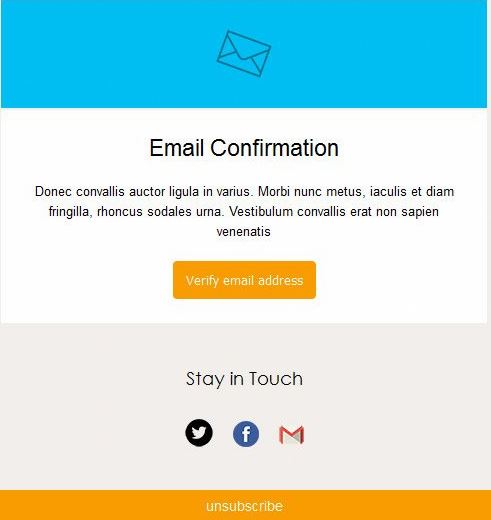 Email Confirmation
Donec convallis auctor ligula in varius. Morbi nunc metus, iaculis et diam
fringilla, rhoncus sodales urna. Vestibulum convallis erat non sapien
venenatis
Verify email address
Stay in Touch
unsubscribe